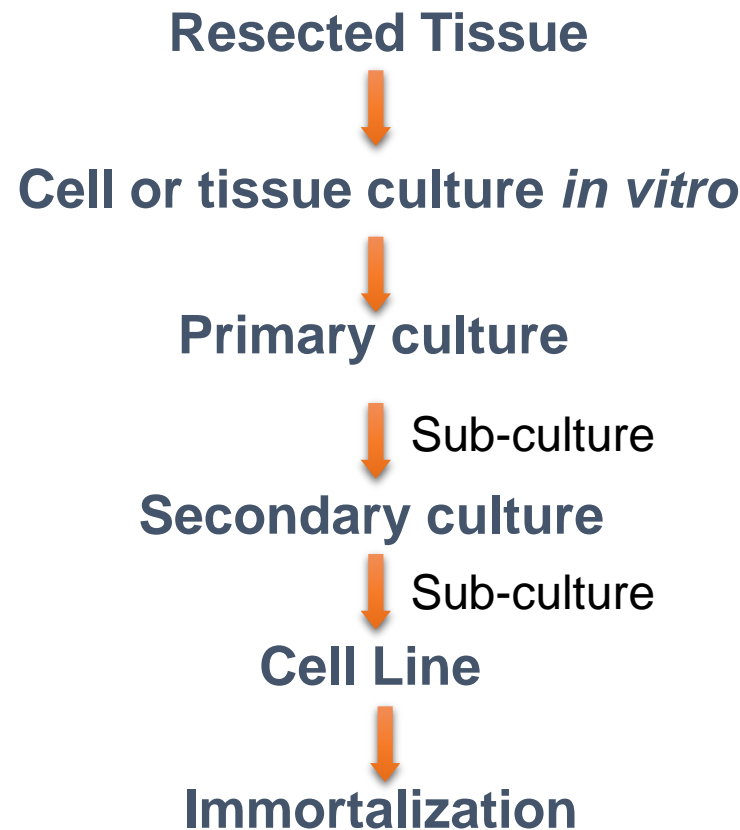 Resected Tissue
Cell or tissue culture in vitro
Primary culture
Sub-culture
Secondary culture
Sub-culture
Cell Line
Immortalization